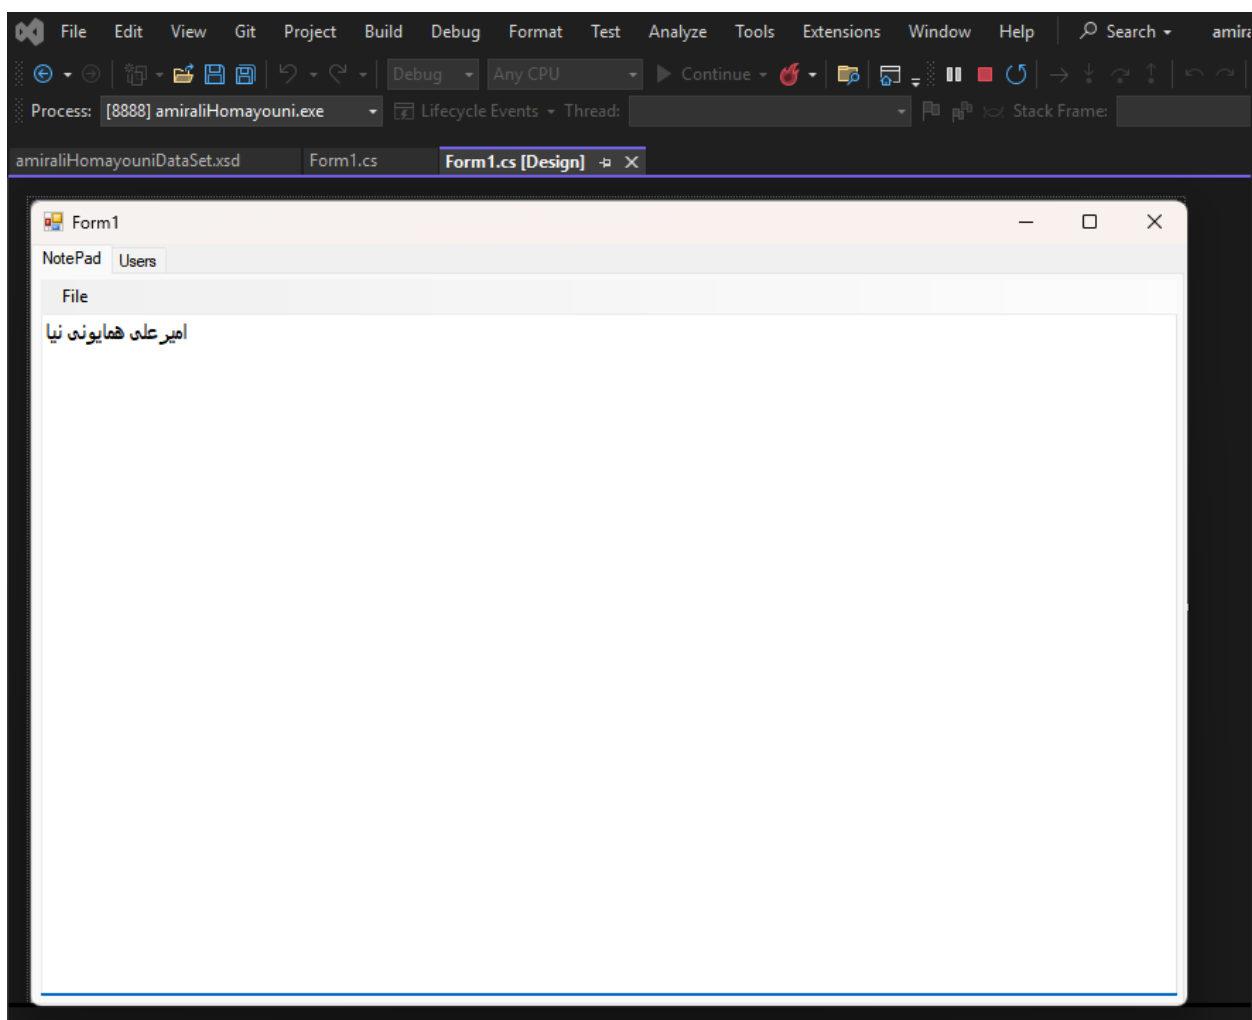 File Edit View Git Project Build Debug Format Test Analyze Tools Extensions Window Help Search amira
Debug Any CPU Continue
Process: [8888] amiraliHomayouni.exe Lifecycle Events Thread: Stack Frame:
amiraliHomayouniDataSet.xsd Form1.cs Form1.cs [Design]
Form1
NotePad Users
File
امیرعلی همایونی نیا